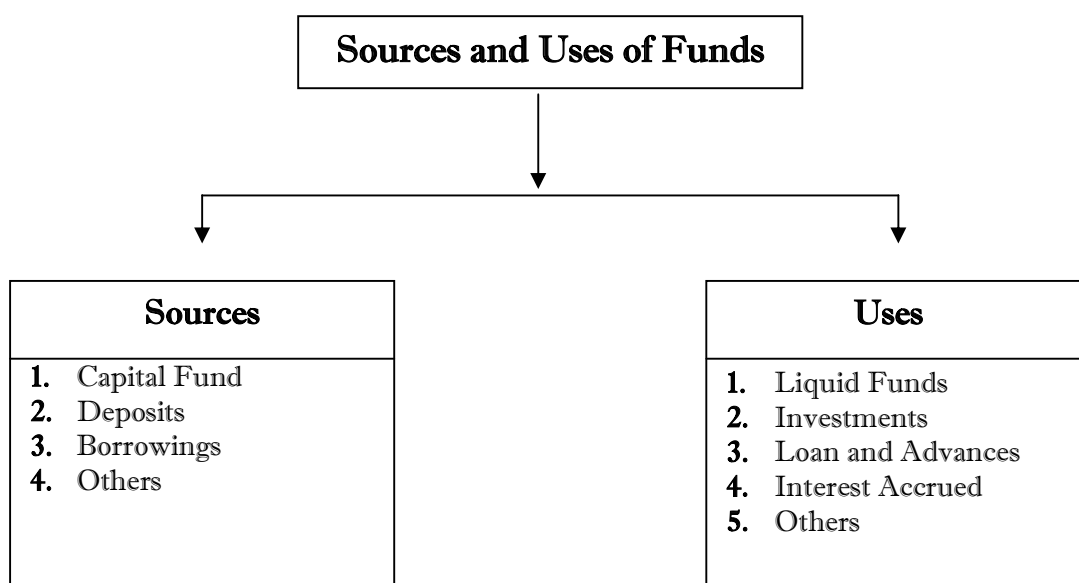 Sources and Uses of Funds
Sources
1. Capital Fund
2. Deposits
3. Borrowings
4. Others
Uses
1. Liquid Funds
2. Investments
3. Loan and Advances
4. Interest Accrued
5. Others